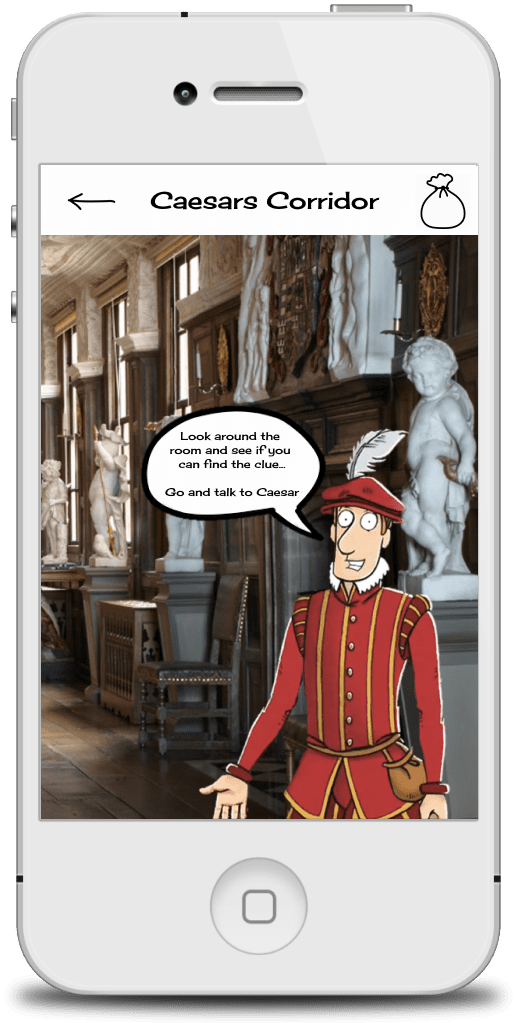 Caesars Corridor
Look around the
room and see if you
can find the clue...
Go and talk to Caesar